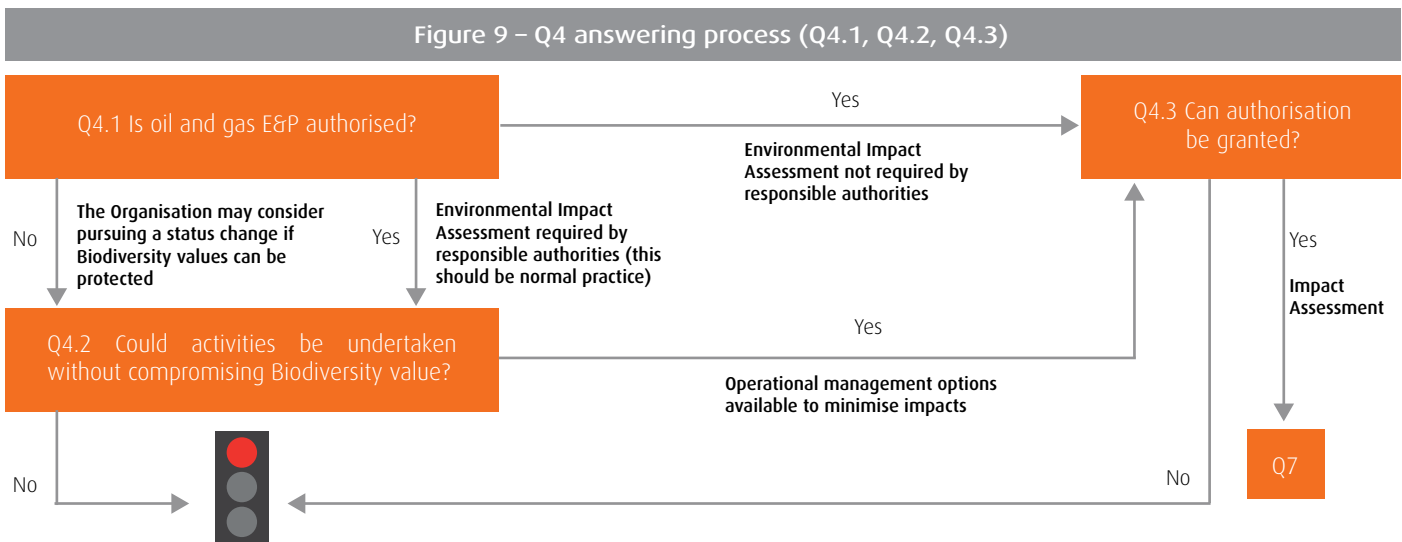 Figure 9 – Q4 answering process (Q4.1, Q4.2, Q4.3)
Q4.1 Is oil and gas E&P authorised?
Yes
Environmental Impact
Assessment not required by
responsible authorities
Q4.3 Can authorisation
be granted?
No
The Organisation may consider
pursuing a status change if
Biodiversity values can be
protected
Yes
Environmental Impact
Assessment required by
responsible authorities (this
should be normal practice)
Yes
Impact
Assessment
Q4.2 Could activities be undertaken
without compromising Biodiversity value?
Yes
Operational management options
available to minimise impacts
No
No
Q7